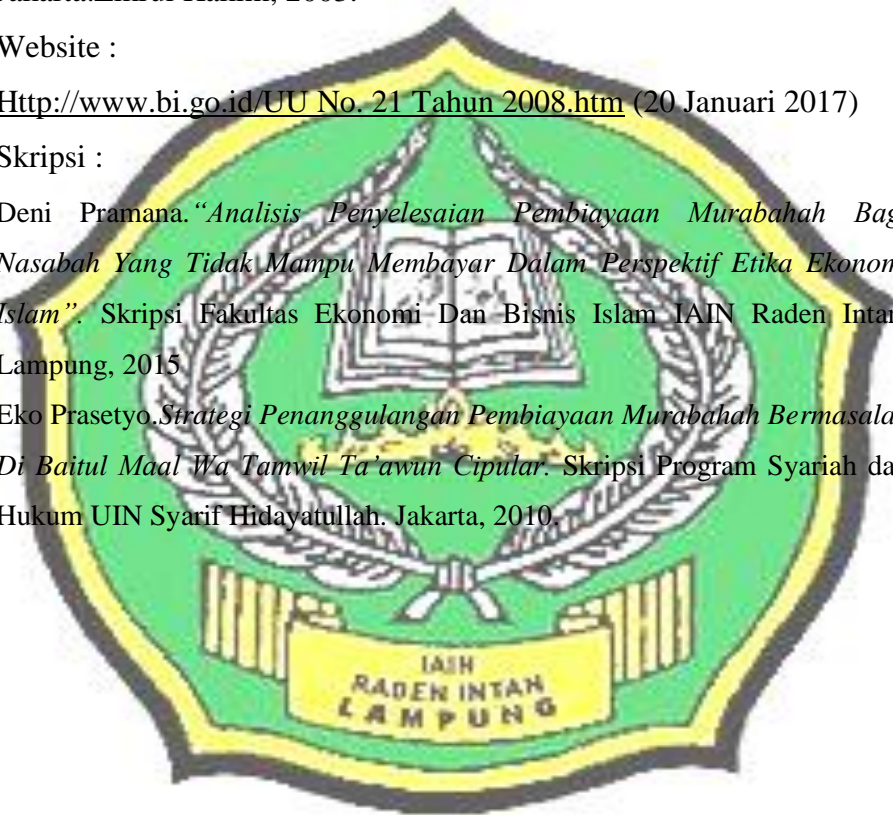 Website :
Http://www.bi.go.id/UU No. 21 Tahun 2008.htm (20 Januari 2017)
Skripsi :
Deni Pramana.“Analisis Penyelesaian Pembiayaan Murabahah Bag
Nasabah Yang Tidak Mampu Membayar Dalam Perspektif Etika Ekonom
Islam”. Skripsi Fakultas Ekonomi Dan Bisnis Islam IAIN Raden Intan
Lampung, 2015
Eko Prasetyo.Strategi Penanggulangan Pembiayaan Murabahah Bermasala
Di Baitul Maal Wa Tamwil Ta’awun Cipular. Skripsi Program Syariah da
Hukum UIN Syarif Hidayatullah. Jakarta, 2010.
IAIN
RADEN INTAN
LAMPUNG